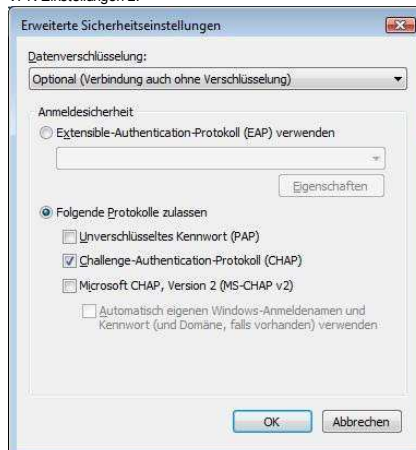 Erweiterte Sicherheitseinstellungen
Datenverschlüsselung:
Optional (Verbindung auch ohne Verschlüsselung)
Anmeldesicherheit
Extensible-Authentication-Protokoll (EAP) verwenden
Eigenschaften
Folgende Protokolle zulassen
Unverschlüsseltes Kennwort (PAP)
Challenge-Authentication-Protokoll (CHAP)
Microsoft CHAP, Version 2 (MS-CHAP v2)
Automatisch eigenen Windows-Anmeldenamen und
Kennwort (und Domäne, falls vorhanden) verwenden
OK Abbrechen